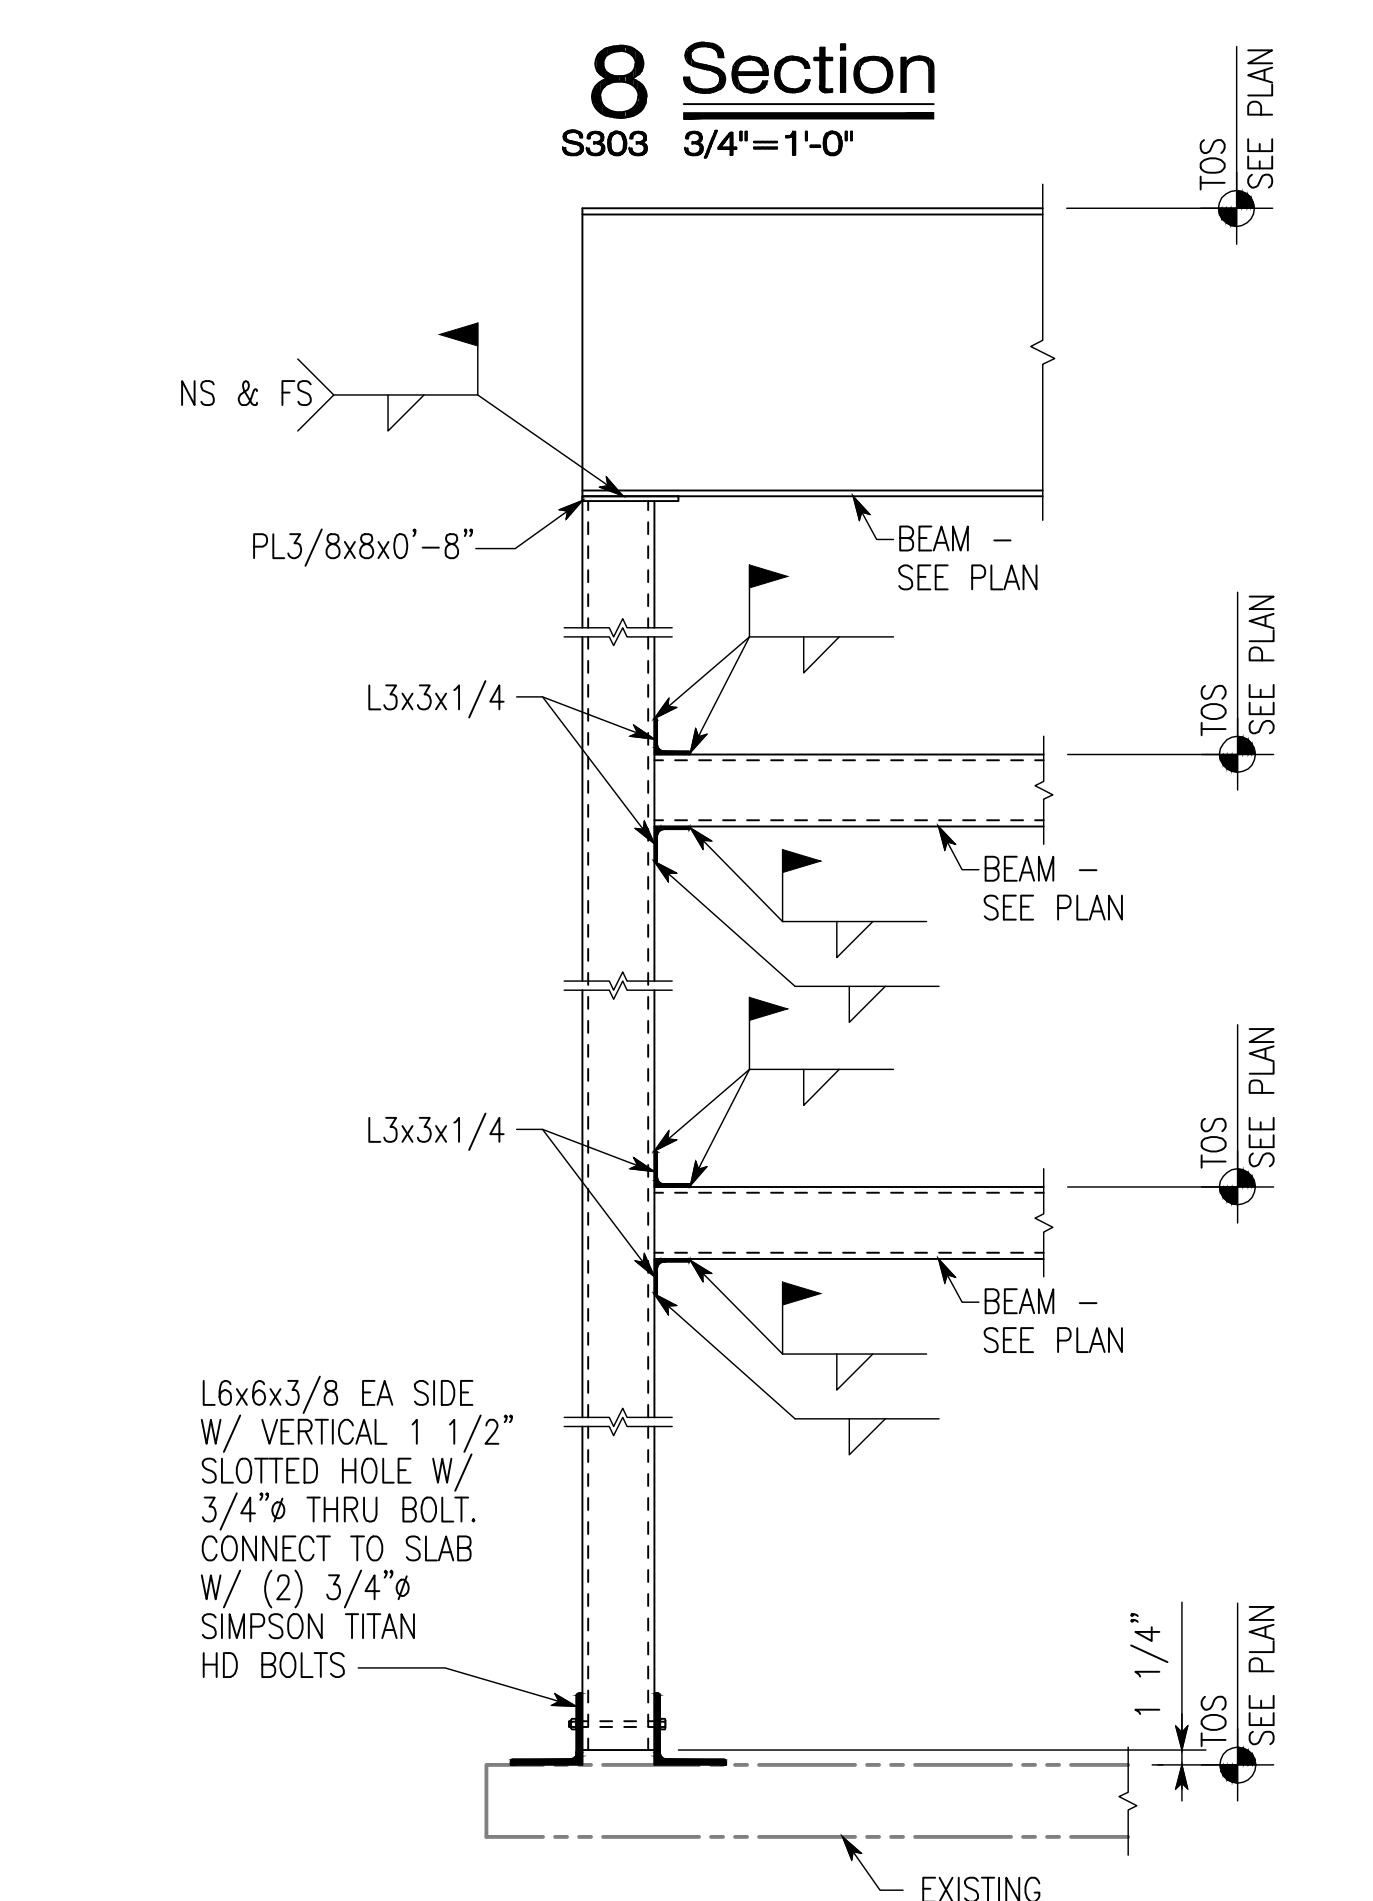 8 Section
S303 3/4"=1'-0"
TOS
SEE PLAN
NS & FS
PL3/8x8x0'-8"
BEAM -
SEE PLAN
TOS
SEE PLAN
L3x3x1/4
BEAM -
SEE PLAN
TOS
SEE PLAN
L3x3x1/4
BEAM -
SEE PLAN
L6x6x3/8 EA SIDE
W/ VERTICAL 1 1/2"
SLOTTED HOLE W/
3/4"ø THRU BOLT.
CONNECT TO SLAB
W/ (2) 3/4"ø
SIMPSON TITAN
HD BOLTS
1 1/4"
TOS
SEE PLAN
EXISTING